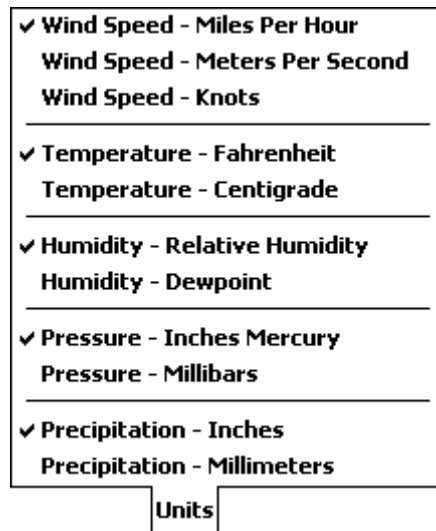 ✓ Wind Speed - Miles Per Hour
Wind Speed - Meters Per Second
Wind Speed - Knots
✓ Temperature - Fahrenheit
Temperature - Centigrade
✓ Humidity - Relative Humidity
Humidity - Dewpoint
✓ Pressure - Inches Mercury
Pressure - Millibars
✓ Precipitation - Inches
Precipitation - Millimeters
Units